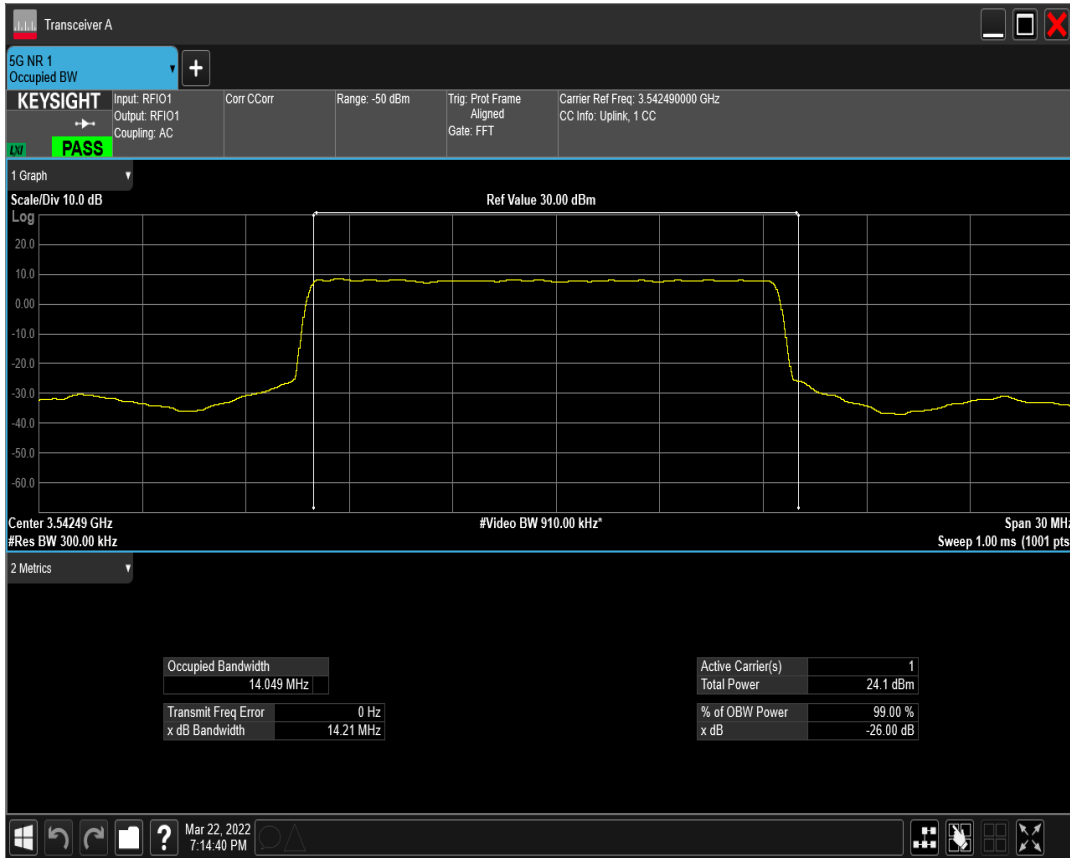 Transceiver A
5G NR 1
Occupied BW
+
KEYSIGHT
LXI
PASS
Input: RFIO1
Output: RFIO1
Coupling: AC
Corr CCorr
Range: -50 dBm
Trig: Prot Frame
Aligned
Gate: FFT
Carrier Ref Freq: 3.542490000 GHz
CC Info: Uplink, 1 CC
1 Graph
Scale/Div 10.0 dB
Ref Value 30.00 dBm
Log
20.0
10.0
0.00
-10.0
-20.0
-30.0
-40.0
-50.0
-60.0
Center 3.54249 GHz
#Video BW 910.00 kHz*
Span 30 MHz
#Res BW 300.00 kHz
Sweep 1.00 ms (1001 pts
2 Metrics
Occupied Bandwidth
14.049 MHz
Transmit Freq Error 0 Hz
x dB Bandwidth 14.21 MHz
Active Carrier(s) 1
Total Power 24.1 dBm
% of OBW Power 99.00 %
x dB -26.00 dB
?
Mar 22, 2022
7:14:40 PM